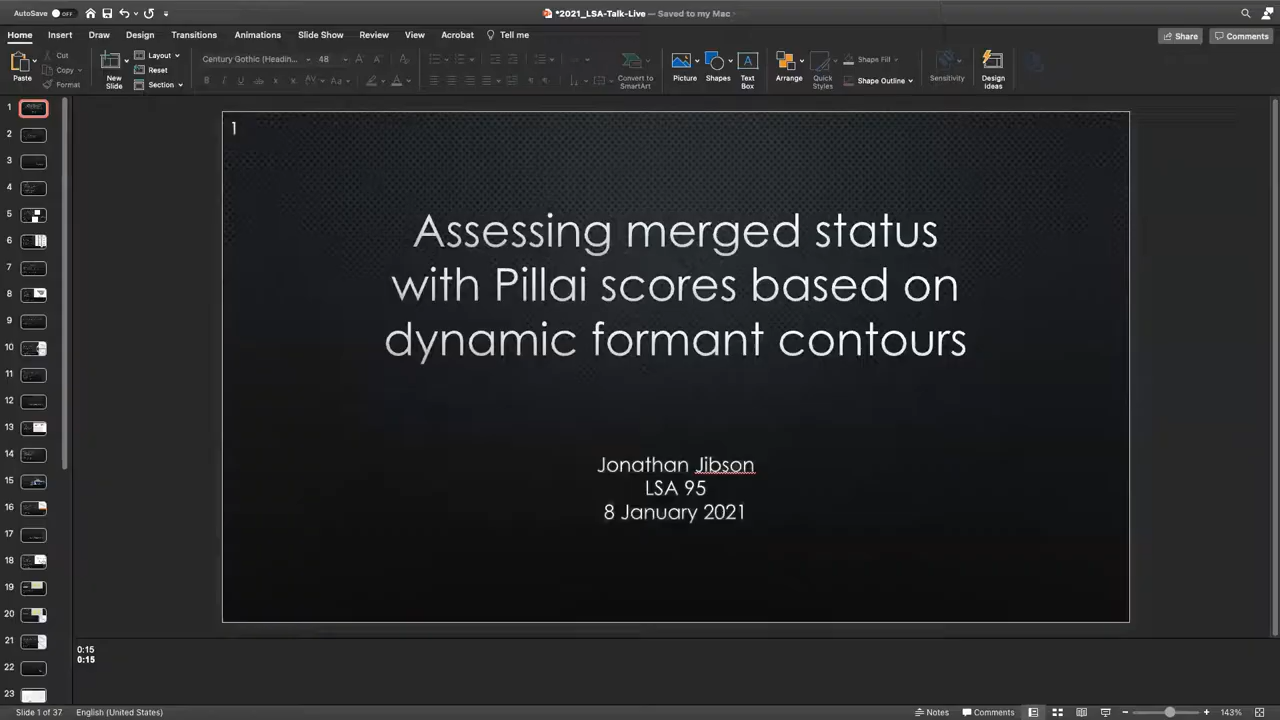 AutoSave OFF
*2021_LSA-Talk-Live — Saved to my Mac
Home Insert Draw Design Transitions Animations Slide Show Review View Acrobat Tell me
Share Comments
Paste
Cut
Copy
Format
New Slide
Layout
Reset
Section
Century Gothic (Headin... 48
Convert to SmartArt
Picture
Shapes
Text Box
Arrange
Quick Styles
Shape Fill
Shape Outline
Sensitivity
Design Ideas
1
2
3
4
5
6
7
8
9
10
11
12
13
14
15
16
17
18
19
20
21
22
23
1
Assessing merged status
with Pillai scores based on
dynamic formant contours
Jonathan Jibson
LSA 95
8 January 2021
0:15
0:15
Slide 1 of 37 English (United States)
Notes Comments 143%